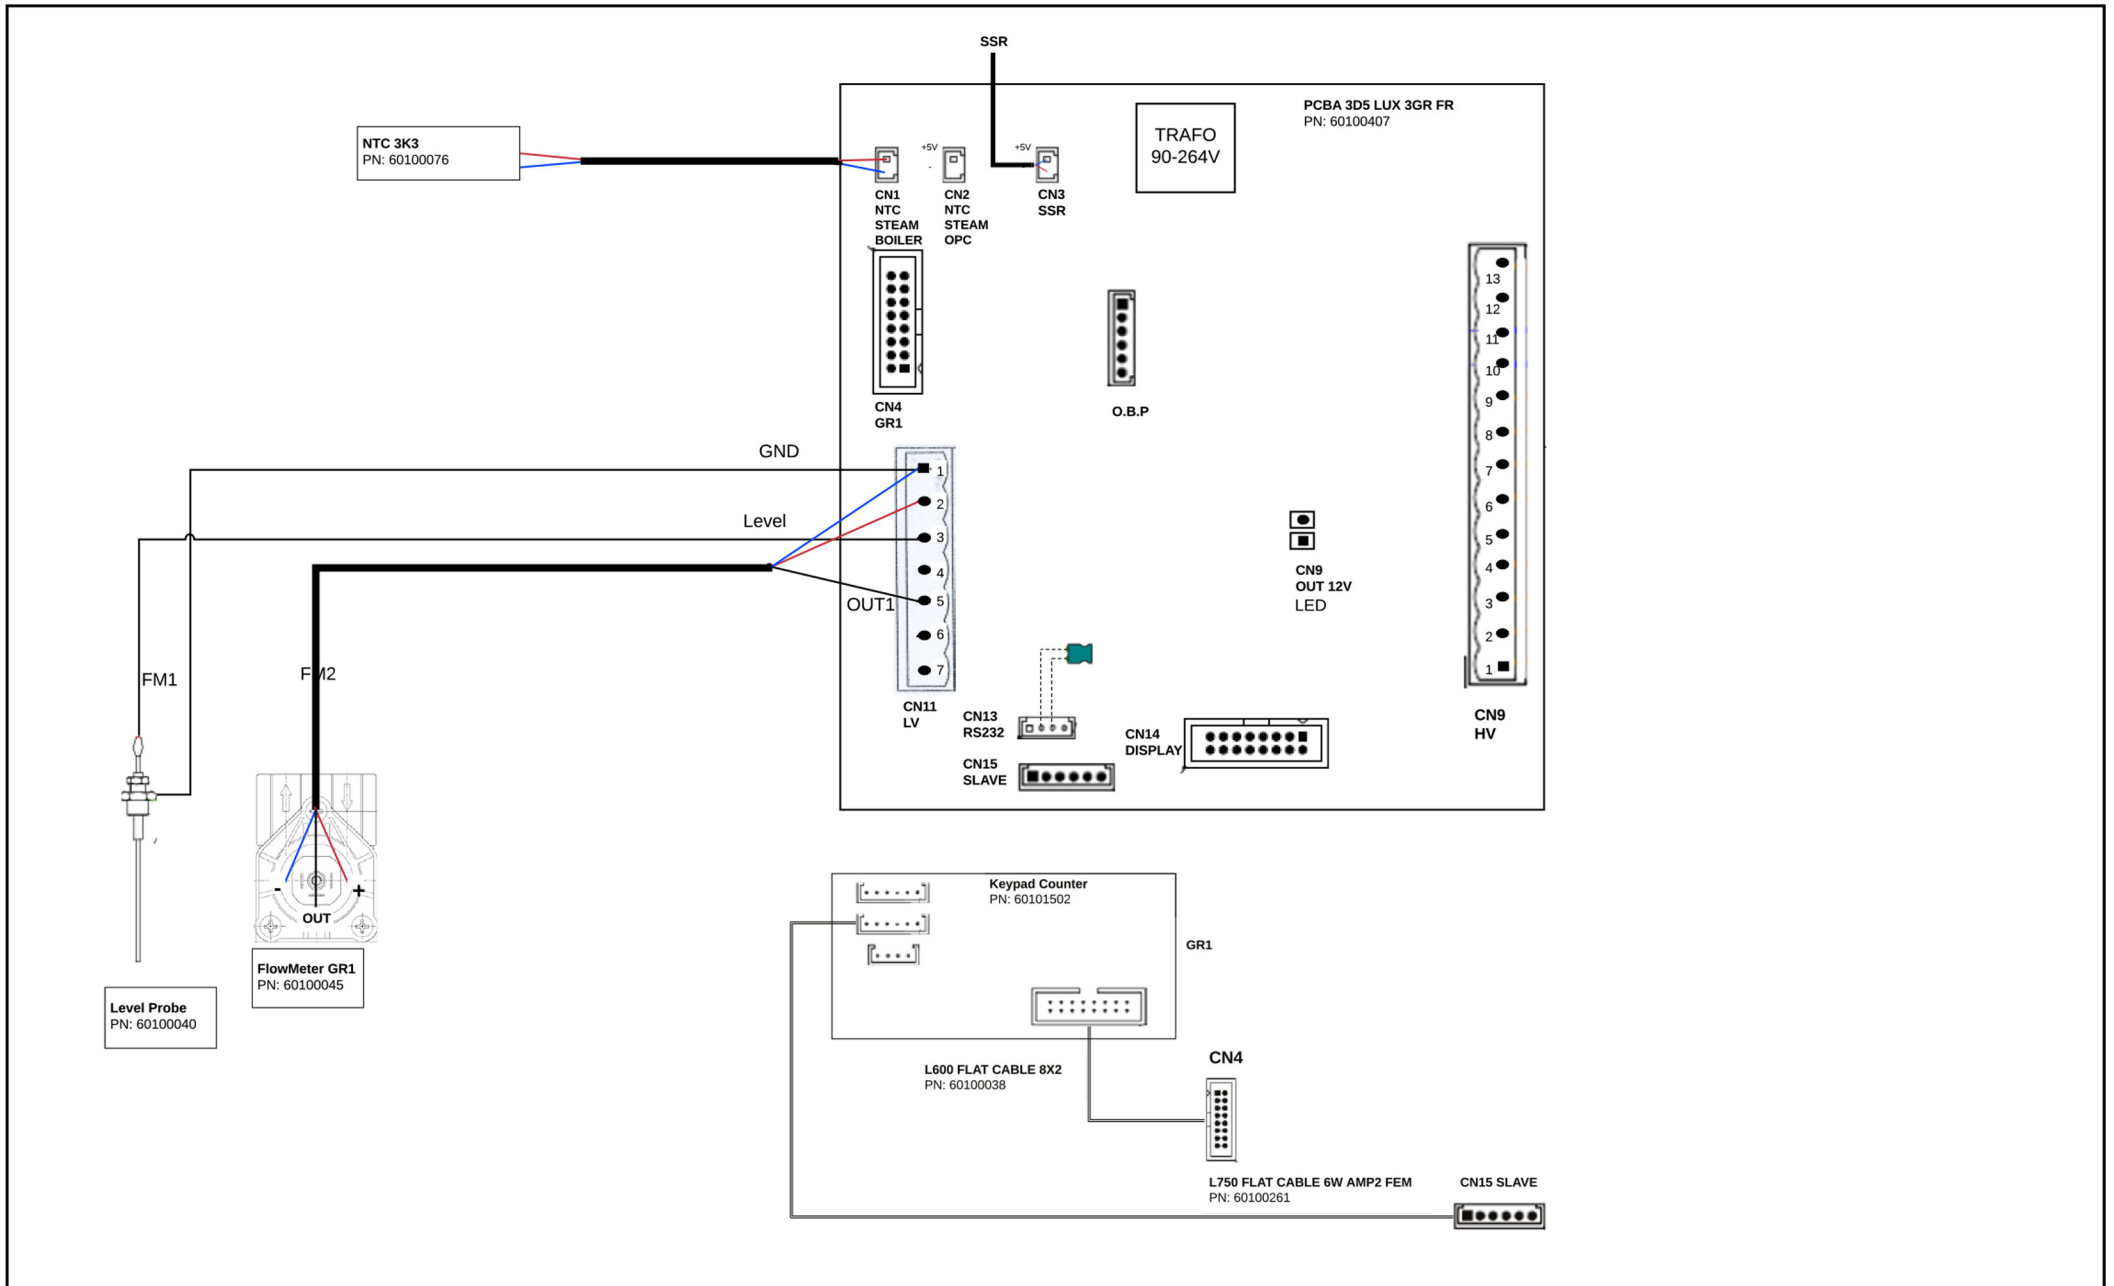 SSR
PCBA 3D5 LUX 3GR FR
PN: 60100407
TRAFO
90-264V
NTC 3K3
PN: 60100076
+5V
-
+5V
CN1
NTC
STEAM
BOILER
CN2
NTC
STEAM
OPC
CN3
SSR
CN4
GR1
O.B.P
13
12
11
10
9
8
7
6
5
4
3
2
1
CN9
HV
GND
Level
OUT1
1
2
3
4
5
6
7
CN11
LV
CN9
OUT 12V
LED
CN13
RS232
CN14
DISPLAY
CN15
SLAVE
FM1
FM2
-
+
OUT
FlowMeter GR1
PN: 60100045
Level Probe
PN: 60100040
Keypad Counter
PN: 60101502
GR1
L600 FLAT CABLE 8X2
PN: 60100038
CN4
L750 FLAT CABLE 6W AMP2 FEM
PN: 60100261
CN15 SLAVE